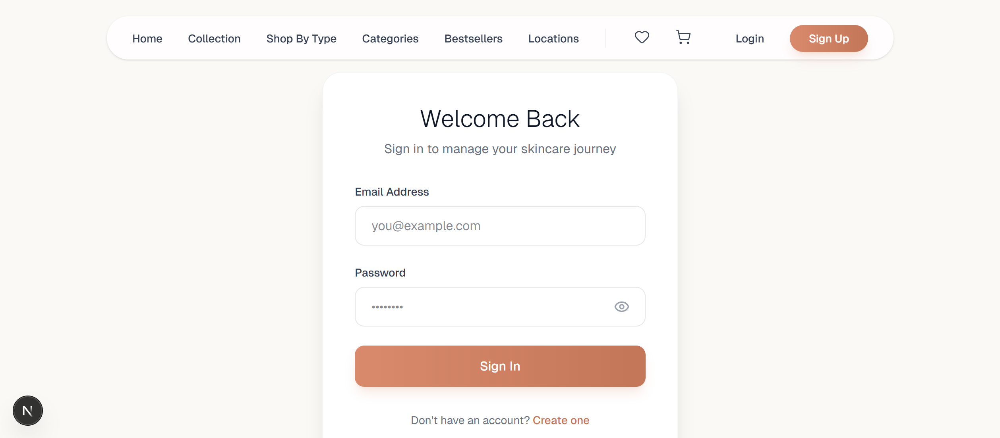 Home Collection Shop By Type Categories Bestsellers Locations Login Sign Up
Welcome Back
Sign in to manage your skincare journey
Email Address
you@example.com
Password
••••••••
Sign In
Don't have an account? Create one
N